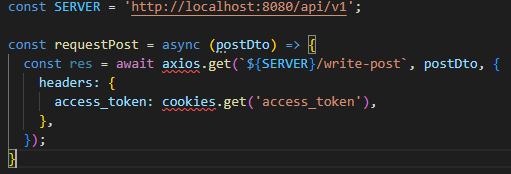 const SERVER = 'http://localhost:8080/api/v1';
const requestPost = async (postDto) => {
const res = await axios.get(`${SERVER}/write-post`, postDto, {
headers: {
access_token: cookies.get('access_token'),
},
});
}